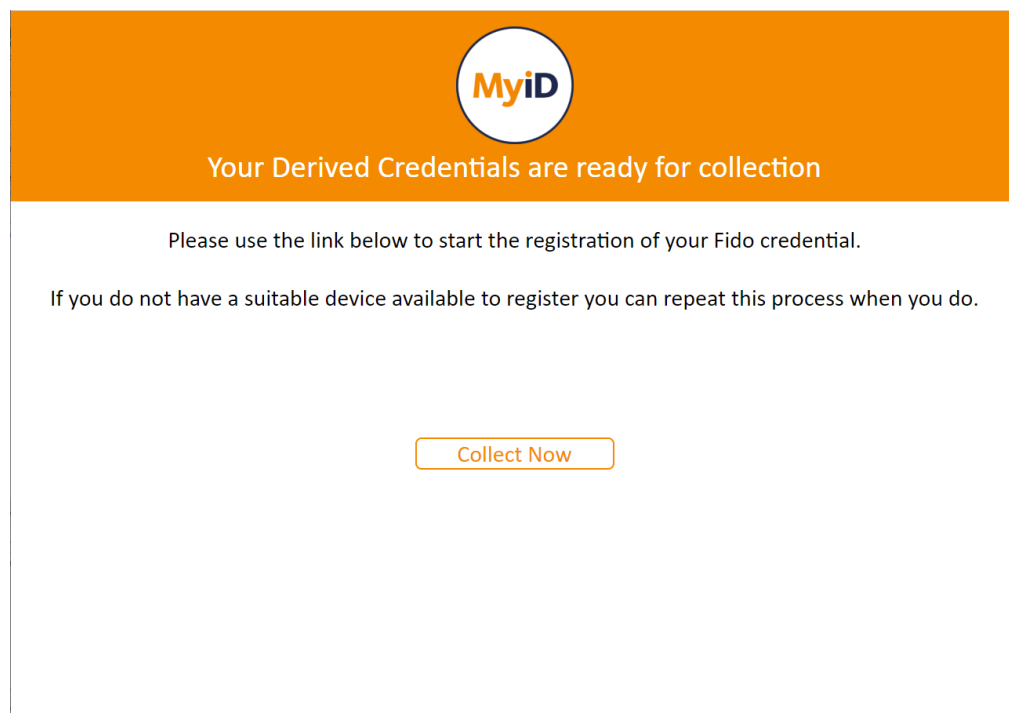 MyiD
Your Derived Credentials are ready for collection
Please use the link below to start the registration of your Fido credential.
If you do not have a suitable device available to register you can repeat this process when you do.
Collect Now